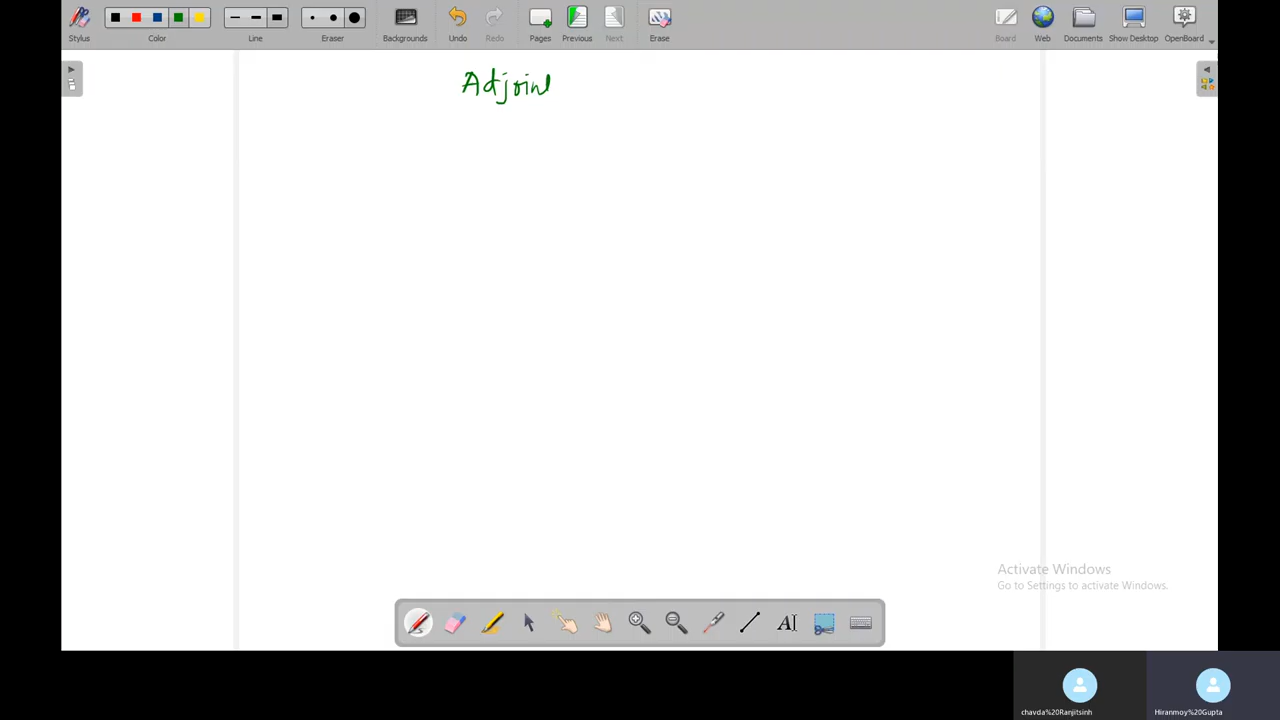 Stylus Color Line Eraser Backgrounds Undo Redo Pages Previous Next Erase Board Web Documents Show Desktop OpenBoard
Adjoint
Activate Windows
Go to Settings to activate Windows.
chavda%20Ranjitsinh Hiranmoy%20Gupta